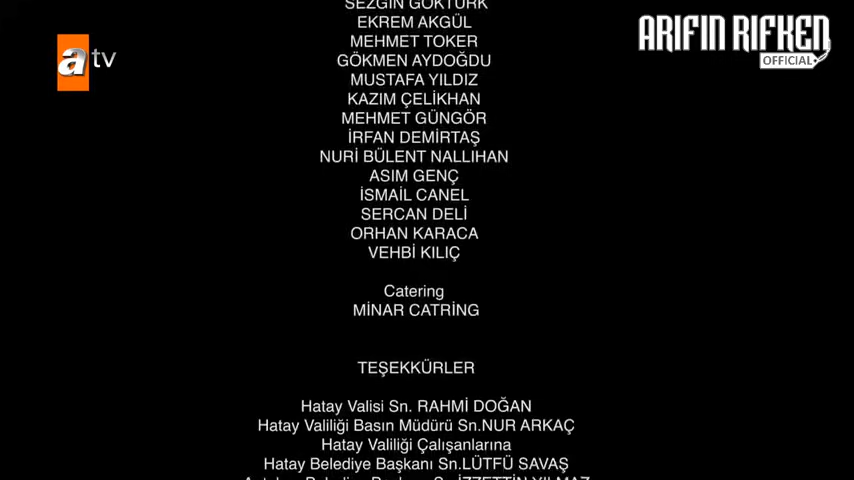 SEZGİN GÖKTÜRK
EKREM AKGÜL
MEHMET TOKER
GÖKMEN AYDOĞDU
MUSTAFA YILDIZ
KAZIM ÇELİKHAN
MEHMET GÜNGÖR
İRFAN DEMİRTAŞ
NURİ BÜLENT NALLIHAN
ASIM GENÇ
İSMAİL CANEL
SERCAN DELİ
ORHAN KARACA
VEHBİ KILIÇ
Catering
MİNAR CATRİNG
TEŞEKKÜRLER
Hatay Valisi Sn. RAHMİ DOĞAN
Hatay Valiliği Basın Müdürü Sn.NUR ARKAÇ
Hatay Valiliği Çalışanlarına
Hatay Belediye Başkanı Sn.LÜTFÜ SAVAŞ
atv
ARIFIN RIFKEN
OFFICIAL